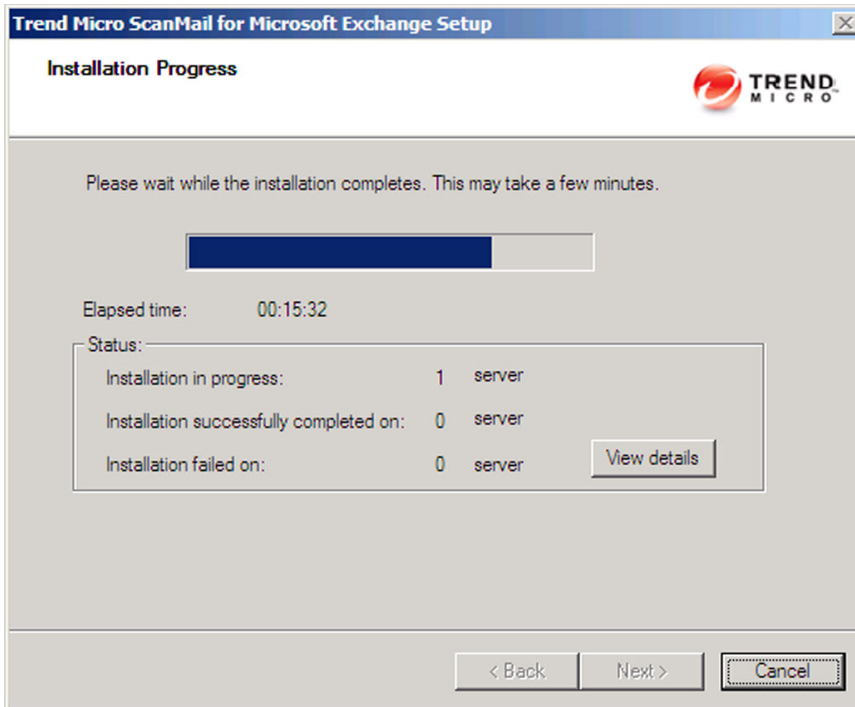 Trend Micro ScanMail for Microsoft Exchange Setup
Installation Progress
TREND
MICRO™
Please wait while the installation completes. This may take a few minutes.
Elapsed time: 00:15:32
Status:
Installation in progress: 1 server
Installation successfully completed on: 0 server
Installation failed on: 0 server
View details
< Back Next > Cancel